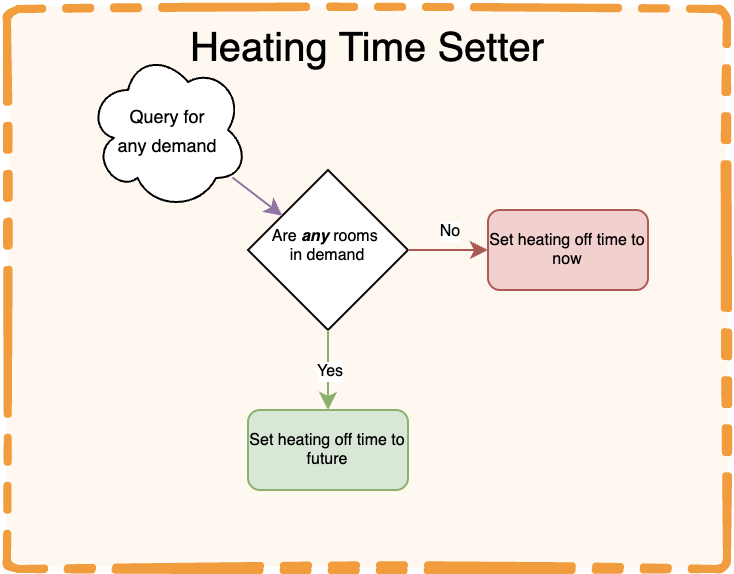 Heating Time Setter
Query for
any demand
Are any rooms
in demand
No
Set heating off time to
now
Yes
Set heating off time to
future